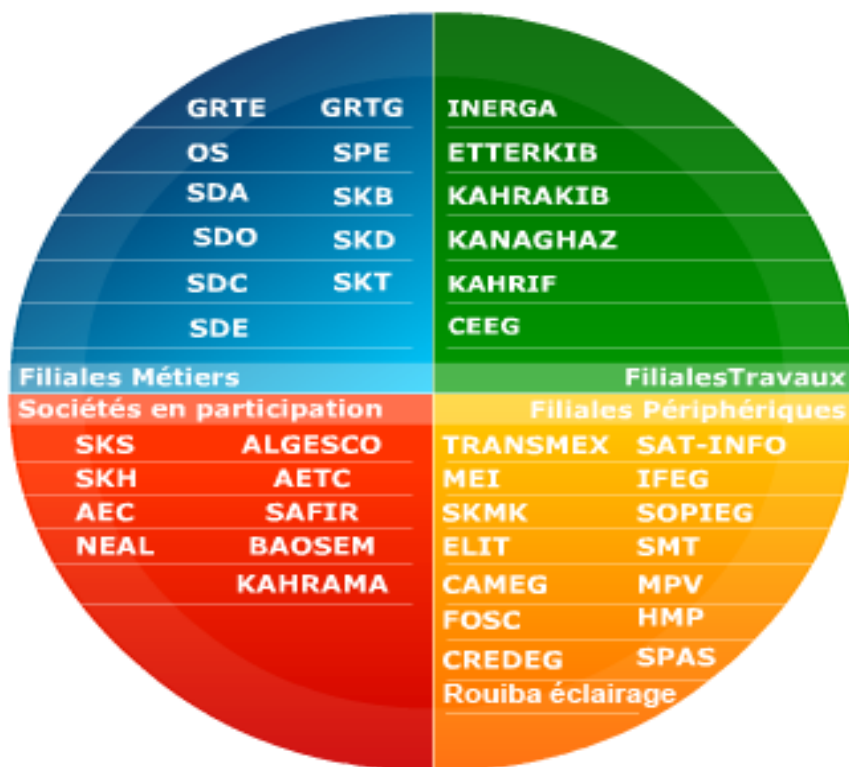 GRTE GRTG
OS SPE
SDA SKB
SDO SKD
SDC SKT
SDE
Filiales Métiers
INERGA
ETTERKIB
KAHRAKIB
KANAGHAZ
KAHRIF
CEEG
FilialesTravaux
Sociétés en participation
SKS ALGESCO
SKH AETC
AEC SAFIR
NEAL BAOSEM
KAHRAMA
Filiales Périphériques
TRANSMEX SAT-INFO
MEI IFEG
SKMK SOPIEG
ELIT SMT
CAMEG MPV
FOSC HMP
CREDEG SPAS
Rouiba éclairage